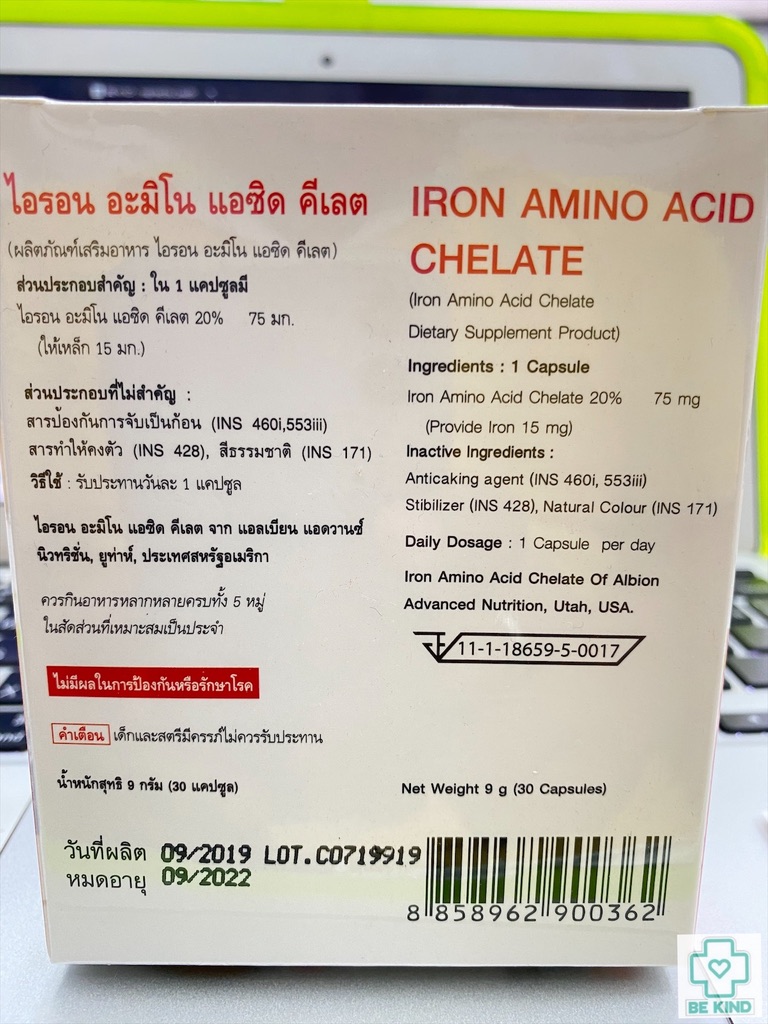 ไอรอน อะมิโน แอซิด คีเลต
(ผลิตภัณฑ์เสริมอาหาร ไอรอน อะมิโน แอซิด คีเลต)
ส่วนประกอบสำคัญ : ใน 1 แคปซูลมี
ไอรอน อะมิโน แอซิด คีเลต 20% 75 มก.
(ให้เหล็ก 15 มก.)
ส่วนประกอบที่ไม่สำคัญ :
สารป้องกันการจับเป็นก้อน (INS 460i,553iii)
สารทำให้คงตัว (INS 428), สีธรรมชาติ (INS 171)
วิธีใช้ : รับประทานวันละ 1 แคปซูล
ไอรอน อะมิโน แอซิด คีเลต จาก แอลเบียน แอดวานซ์
นิวทริชั่น, ยูท่าห์, ประเทศสหรัฐอเมริกา
ควรกินอาหารหลากหลายครบทั้ง 5 หมู่
ในสัดส่วนที่เหมาะสมเป็นประจำ
ไม่มีผลในการป้องกันหรือรักษาโรค
คำเตือน เด็กและสตรีมีครรภ์ไม่ควรรับประทาน
น้ำหนักสุทธิ 9 กรัม (30 แคปซูล)
IRON AMINO ACID
CHELATE
(Iron Amino Acid Chelate
Dietary Supplement Product)
Ingredients : 1 Capsule
Iron Amino Acid Chelate 20% 75 mg
(Provide Iron 15 mg)
Inactive Ingredients :
Anticaking agent (INS 460i, 553iii)
Stibilizer (INS 428), Natural Colour (INS 171)
Daily Dosage : 1 Capsule per day
Iron Amino Acid Chelate Of Albion
Advanced Nutrition, Utah, USA.
11-1-18659-5-0017
Net Weight 9 g (30 Capsules)
วันที่ผลิต 09/2019 LOT.C0719919
หมดอายุ 09/2022
8 858962 900362
BE KIND